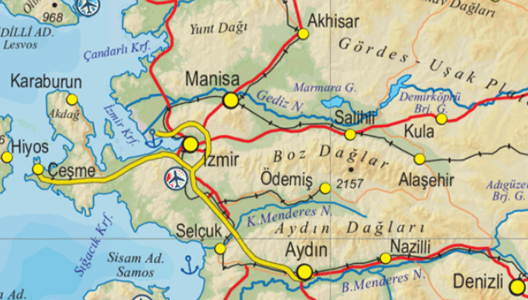 968
DİLLİ AD.
Lesvos
Yunt Dağı
Akhisar
Dağları
Çandarlı Krf.
Gördes - Uşak Pla
Karaburun
Manisa
Marmara G.
Akdağ
Gediz N.
Demirköprü
Brj. G.
İzmir Krf.
Salihli
Kula
Hiyos
İzmir
Boz Dağlar
Çeşme
Alaşehir
Ödemiş
2157
Adıgüzel
Brj. G.
K.Menderes N.
Sığacık Krf.
Selçuk
Aydın Dağları
Sisam Ad.
Samos
Aydın
Nazilli
B.Menderes N.
Denizli
a Ad.